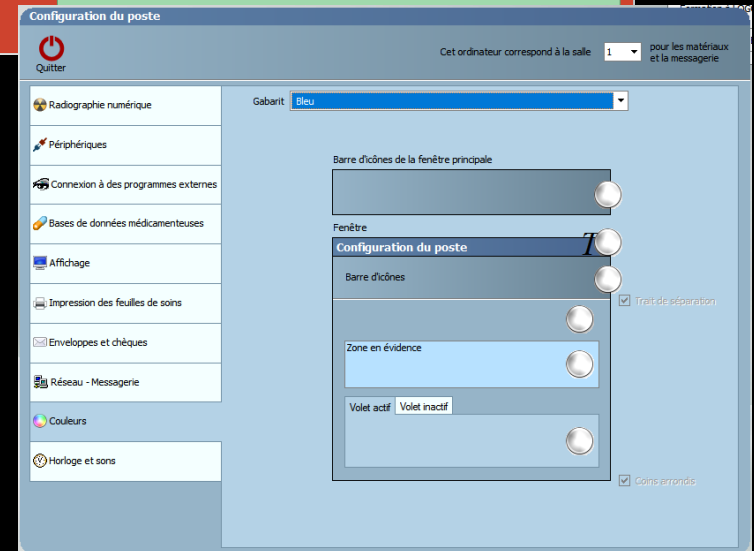 Configuration du poste
Quitter
Cet ordinateur correspond à la salle 1 pour les matériaux
et la messagerie
Radiographie numérique
Périphériques
Connexion à des programmes externes
Bases de données médicamenteuses
Affichage
Impression des feuilles de soins
Enveloppes et chèques
Réseau - Messagerie
Couleurs
Horloge et sons
Gabarit Bleu
Barre d'icônes de la fenêtre principale
Fenêtre
Configuration du poste T
Barre d'icônes
Trait de séparation
Zone en évidence
Volet actif Volet inactif
Coins arrondis